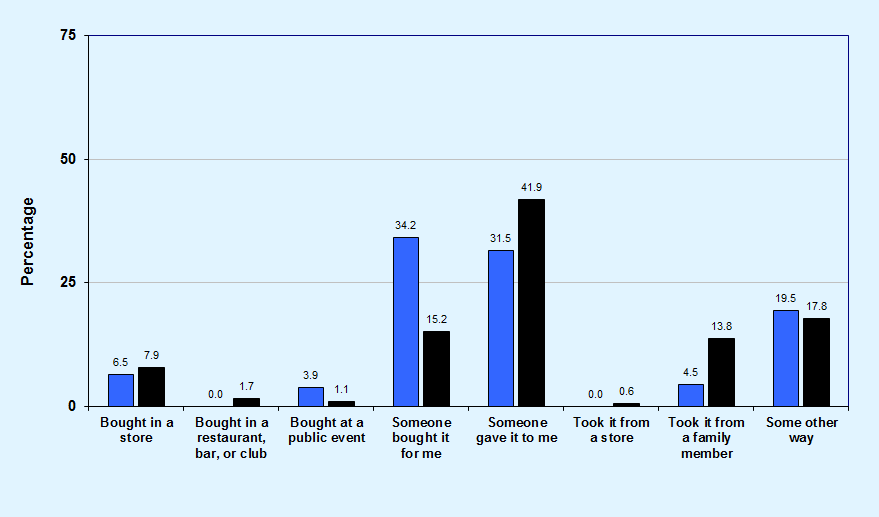 75
50
25
0
Percentage
6.5
7.9
0.0
1.7
3.9
1.1
34.2
15.2
31.5
41.9
0.0
0.6
4.5
13.8
19.5
17.8
Bought in a
store
Bought in a
restaurant,
bar, or club
Bought at a
public event
Someone
bought it
for me
Someone
gave it to me
Took it from
a store
Took it from
a family
member
Some other
way